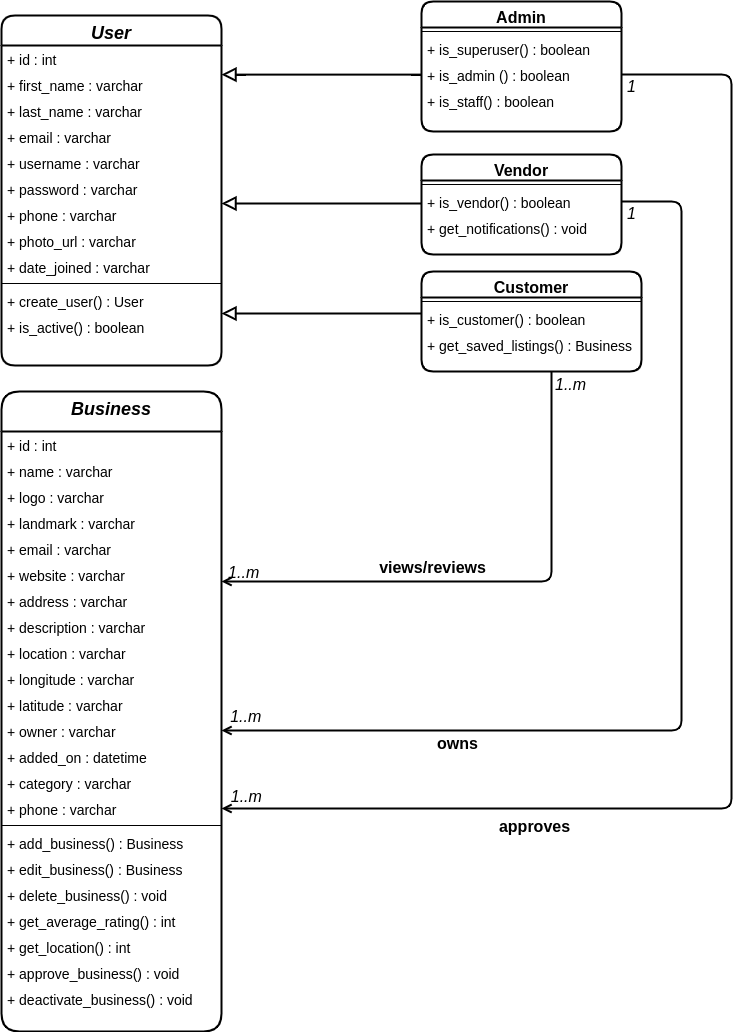 User
+ id : int
+ first_name : varchar
+ last_name : varchar
+ email : varchar
+ username : varchar
+ password : varchar
+ phone : varchar
+ photo_url : varchar
+ date_joined : varchar
+ create_user() : User
+ is_active() : boolean
Admin
+ is_superuser() : boolean
+ is_admin () : boolean
+ is_staff() : boolean
1
Vendor
+ is_vendor() : boolean
+ get_notifications() : void
1
Customer
+ is_customer() : boolean
+ get_saved_listings() : Business
1..m
Business
+ id : int
+ name : varchar
+ logo : varchar
+ landmark : varchar
+ email : varchar
+ website : varchar
+ address : varchar
+ description : varchar
+ location : varchar
+ longitude : varchar
+ latitude : varchar
+ owner : varchar
+ added_on : datetime
+ category : varchar
+ phone : varchar
+ add_business() : Business
+ edit_business() : Business
+ delete_business() : void
+ get_average_rating() : int
+ get_location() : int
+ approve_business() : void
+ deactivate_business() : void
1..m
views/reviews
1..m
owns
1..m
approves